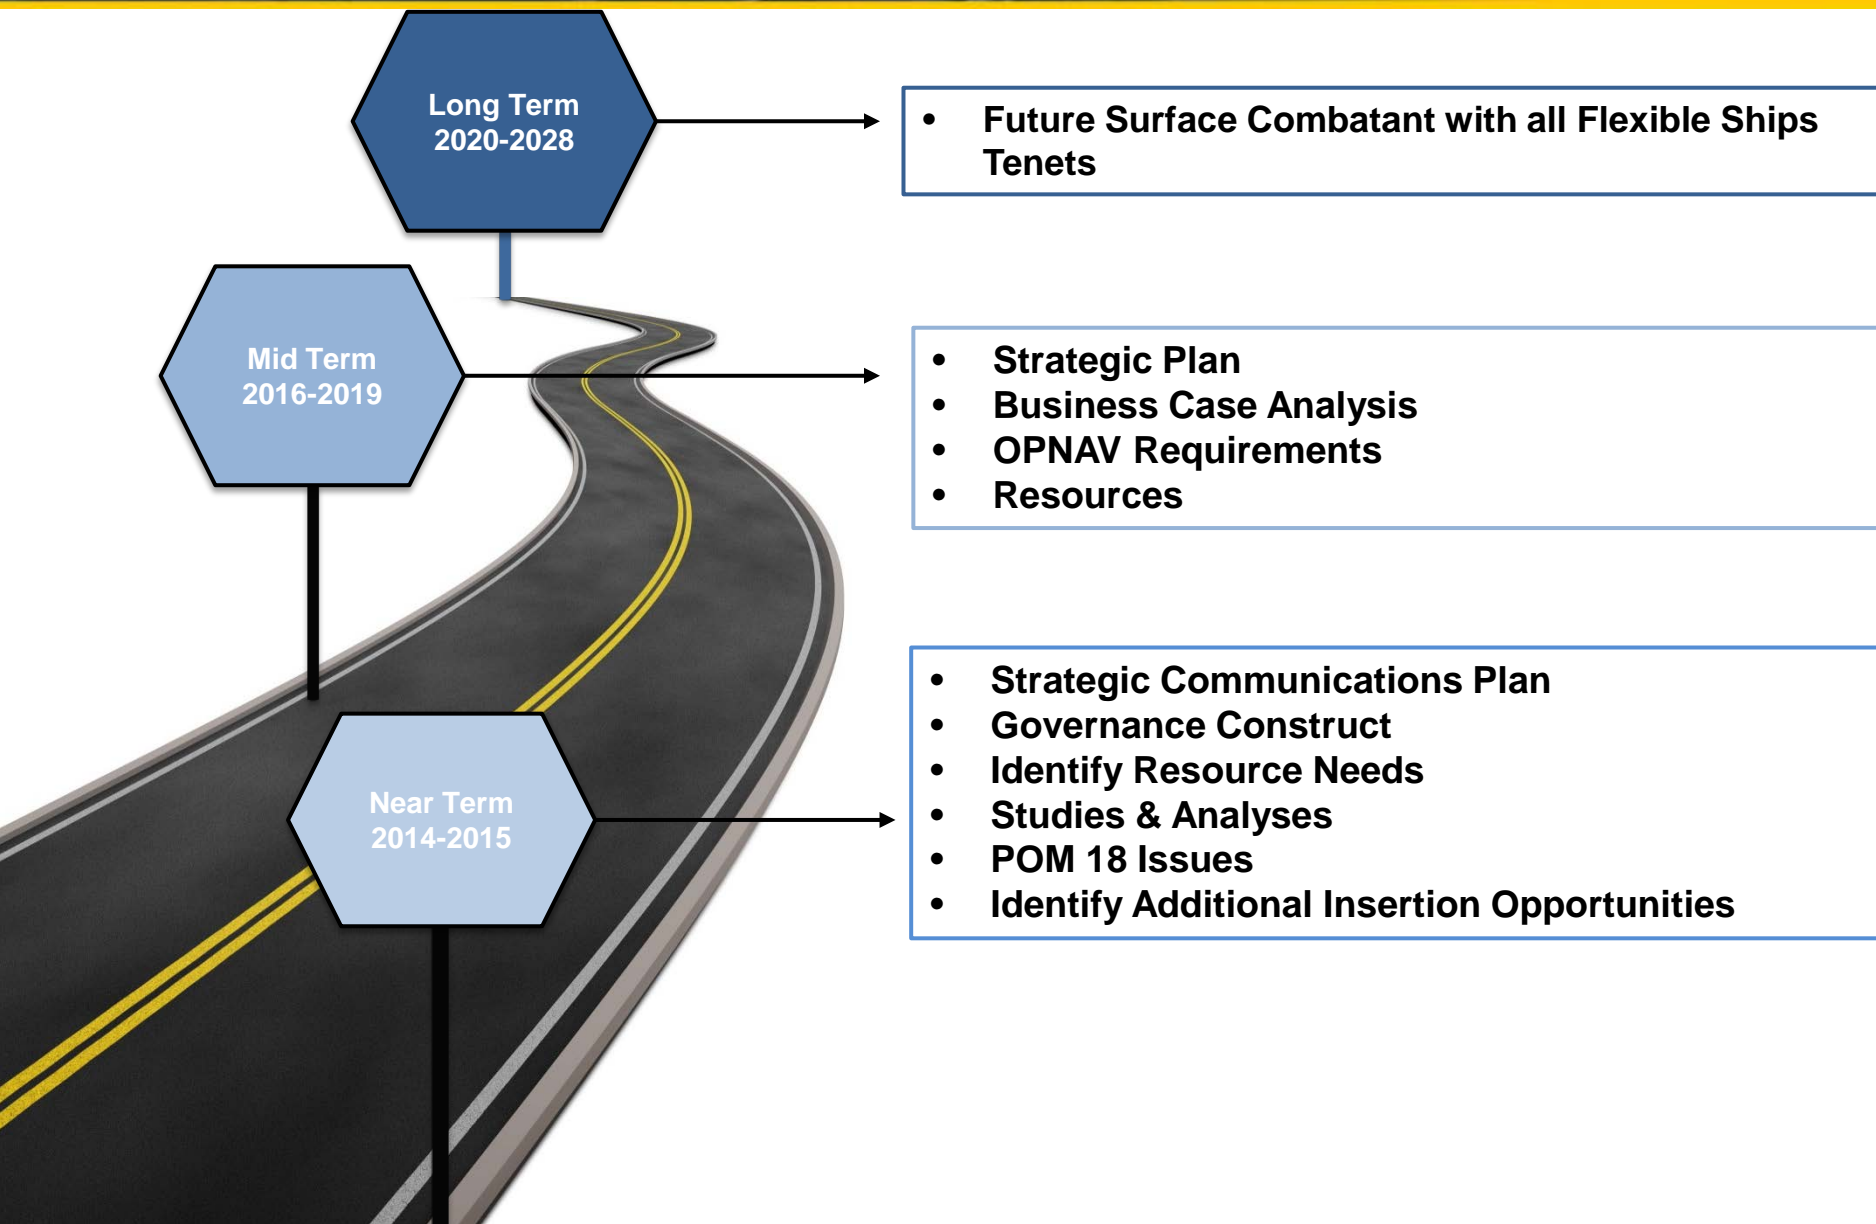 Long Term
2020-2028
• Future Surface Combatant with all Flexible Ships
Tenets
Mid Term
2016-2019
• Strategic Plan
• Business Case Analysis
• OPNAV Requirements
• Resources
Near Term
2014-2015
• Strategic Communications Plan
• Governance Construct
• Identify Resource Needs
• Studies & Analyses
• POM 18 Issues
• Identify Additional Insertion Opportunities